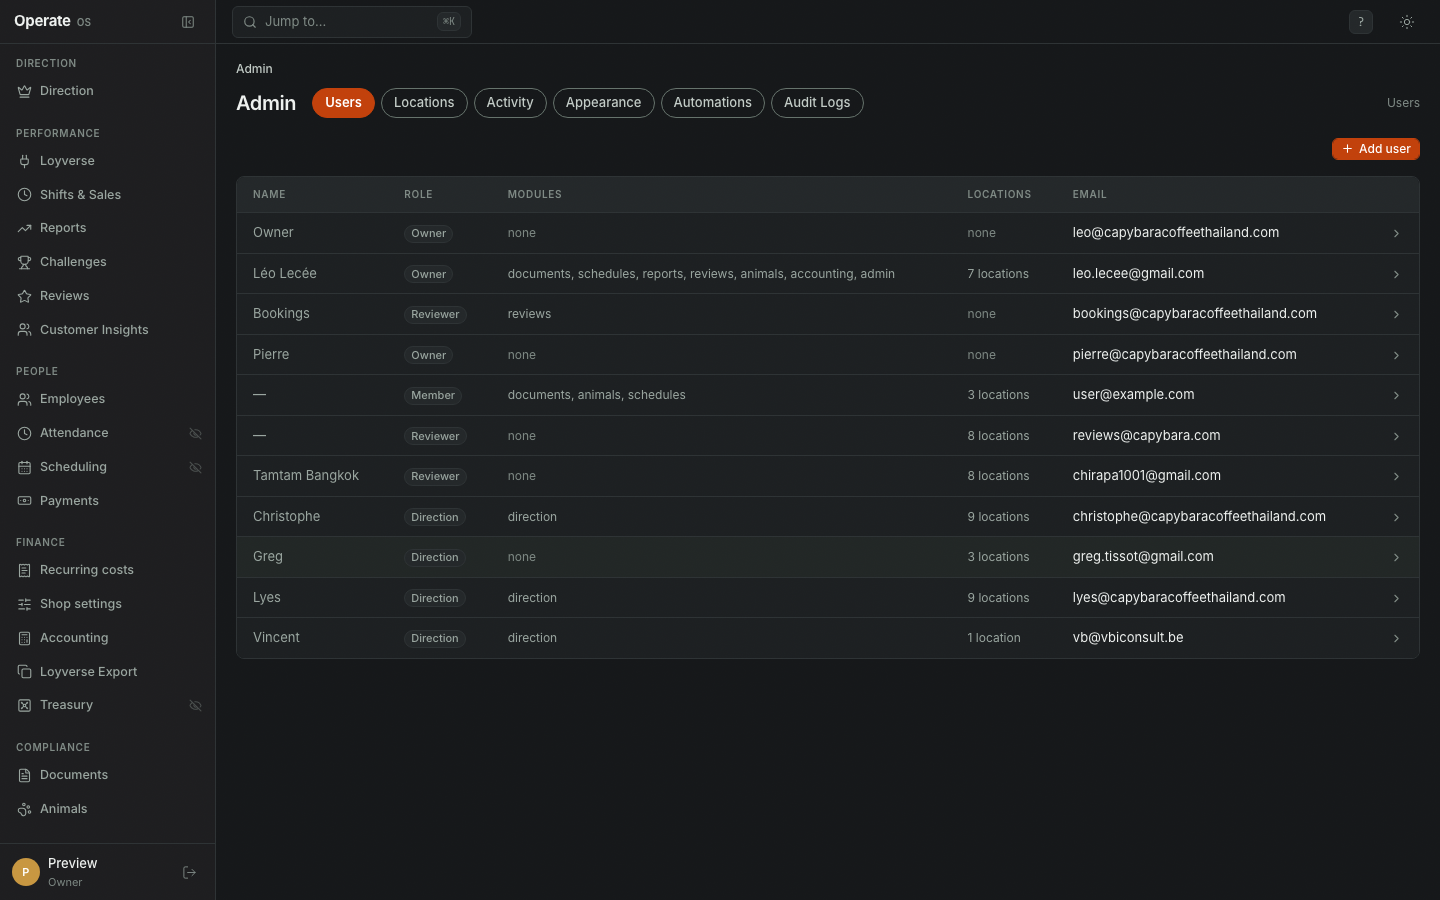 Operate OS
Jump to... ⌘K
?
DIRECTION
Direction
PERFORMANCE
Loyverse
Shifts & Sales
Reports
Challenges
Reviews
Customer Insights
PEOPLE
Employees
Attendance
Scheduling
Payments
FINANCE
Recurring costs
Shop settings
Accounting
Loyverse Export
Treasury
COMPLIANCE
Documents
Animals
P
Preview
Owner
Admin
Admin Users Locations Activity Appearance Automations Audit Logs Users
+ Add user
NAME ROLE MODULES LOCATIONS EMAIL
Owner Owner none none leo@capybaracoffeethailand.com
Léo Lecée Owner documents, schedules, reports, reviews, animals, accounting, admin 7 locations leo.lecee@gmail.com
Bookings Reviewer reviews none bookings@capybaracoffeethailand.com
Pierre Owner none none pierre@capybaracoffeethailand.com
— Member documents, animals, schedules 3 locations user@example.com
— Reviewer none 8 locations reviews@capybara.com
Tamtam Bangkok Reviewer none 8 locations chirapa1001@gmail.com
Christophe Direction direction 9 locations christophe@capybaracoffeethailand.com
Greg Direction none 3 locations greg.tissot@gmail.com
Lyes Direction direction 9 locations lyes@capybaracoffeethailand.com
Vincent Direction direction 1 location vb@vbiconsult.be